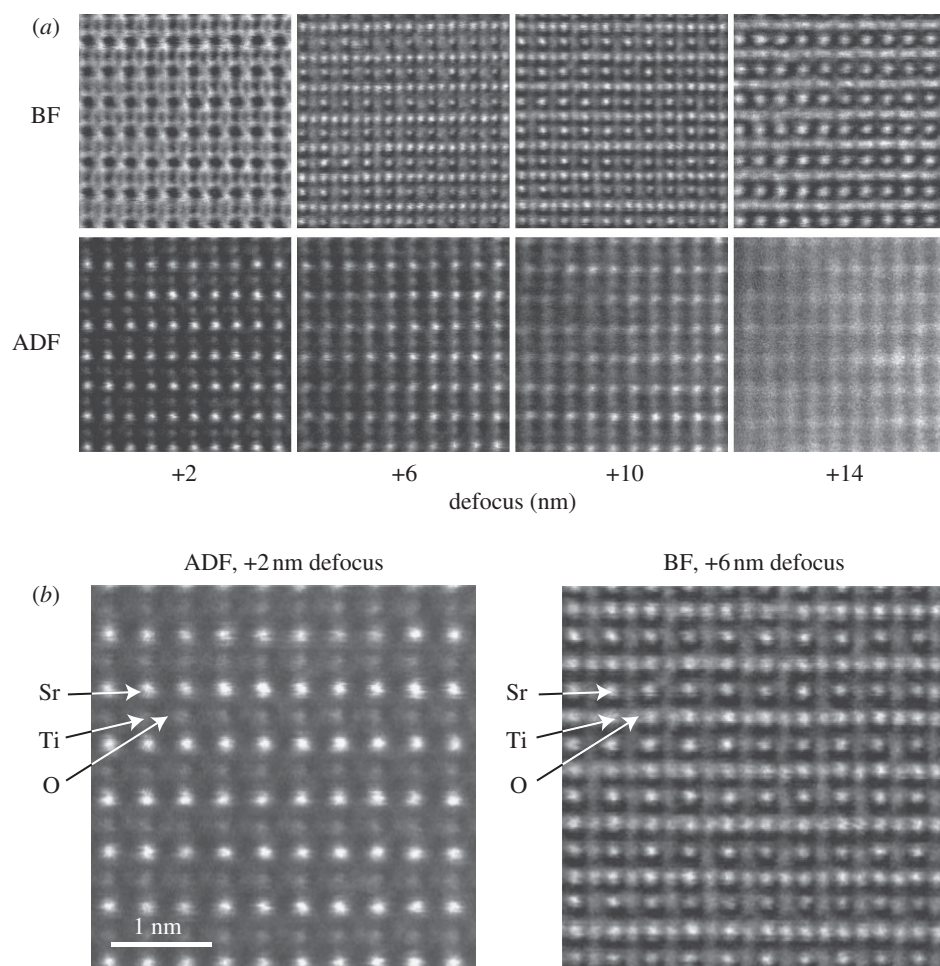 (a)
BF
ADF
+2
+6
+10
+14
defocus (nm)
ADF, +2 nm defocus
BF, +6 nm defocus
(b)
Sr
Ti
O
1 nm
Sr
Ti
O